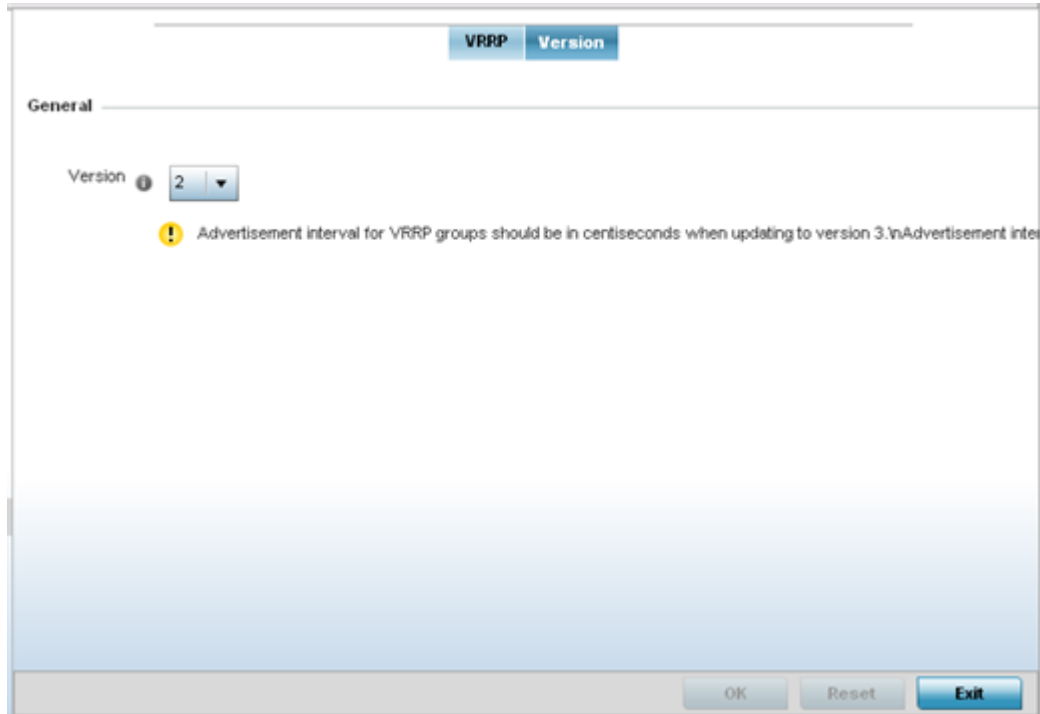 VRRP Version
General
Version 2
Advertisement interval for VRRP groups should be in centiseconds when updating to version 3.\nAdvertisement inte
OK Reset Exit